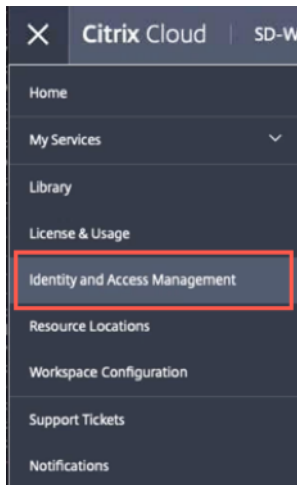 Citrix Cloud
SD-W
Home
My Services
Library
License & Usage
Identity and Access Management
Resource Locations
Workspace Configuration
Support Tickets
Notifications